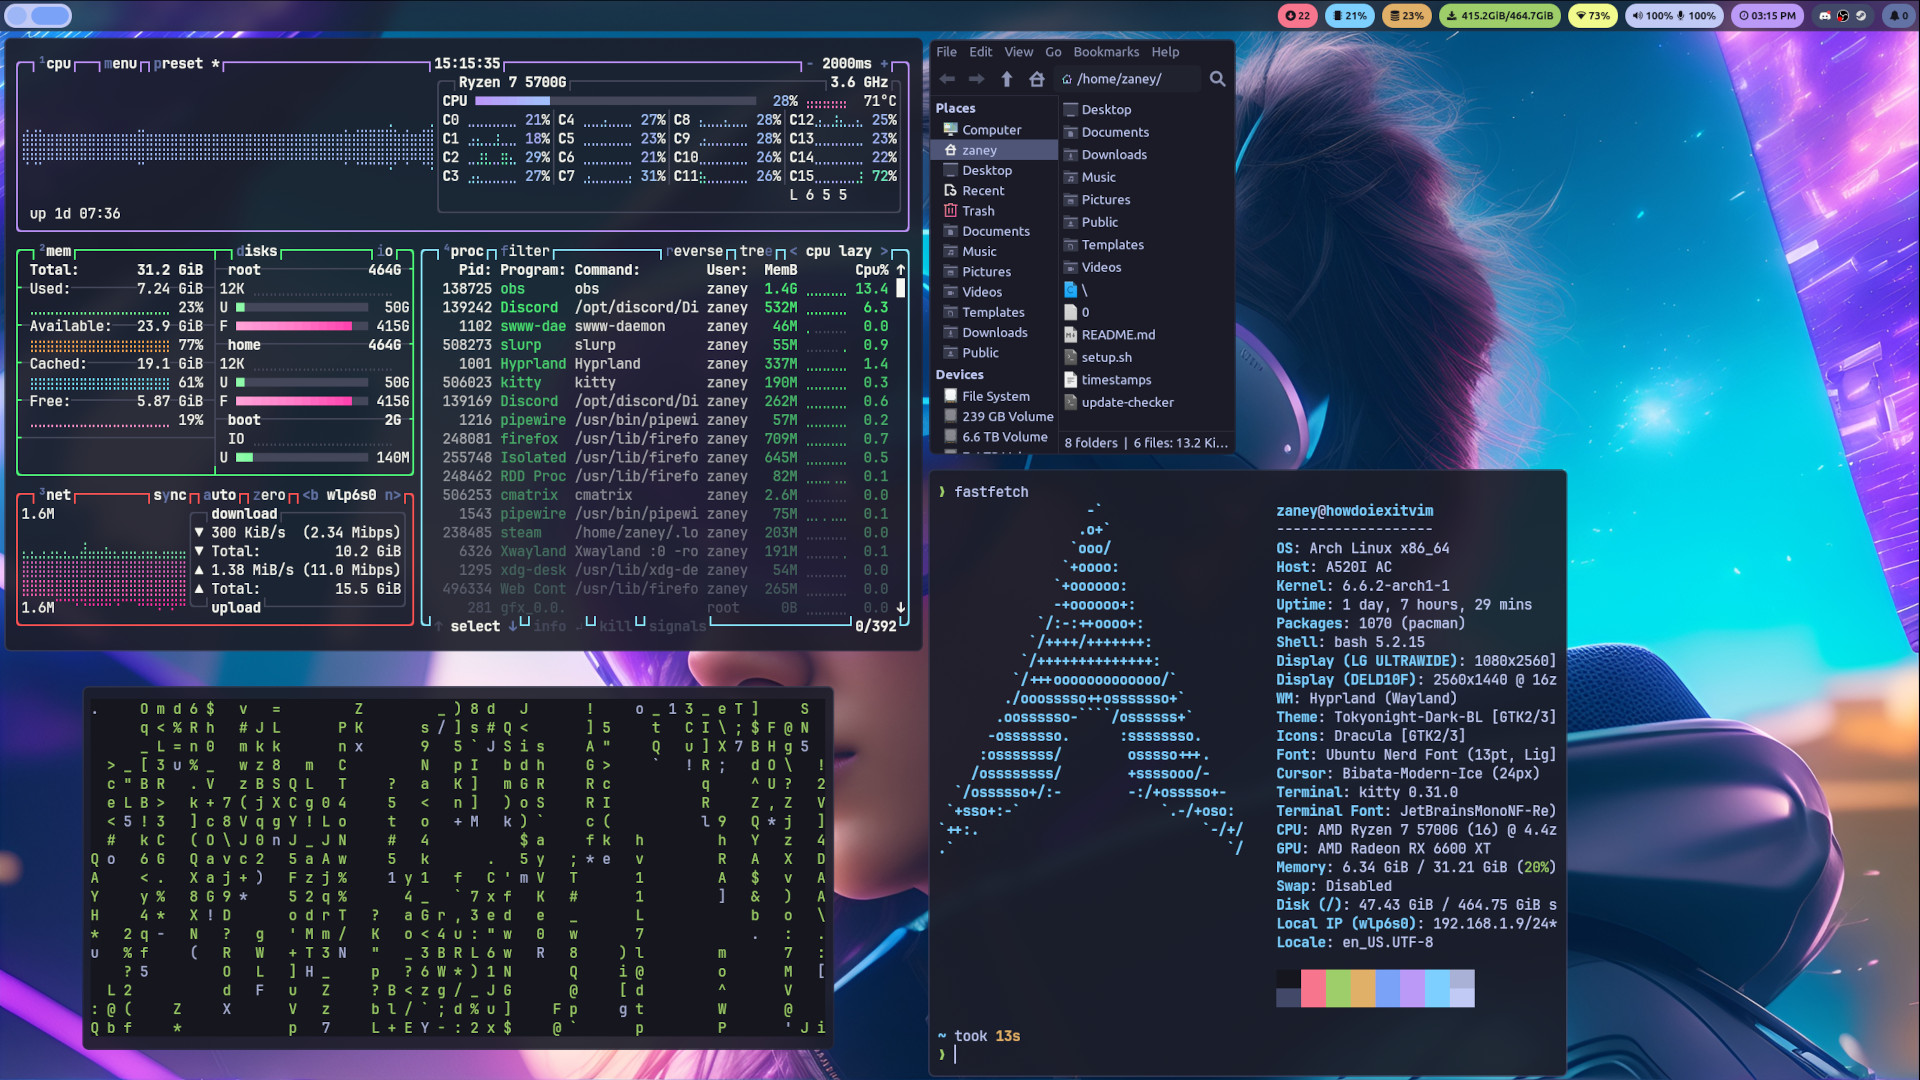 22 21% 23% 415.2GiB/464.7GiB 73% 100% 100% 03:15 PM 0
1cpu menu preset * 15:15:35 - 2000ms +
Ryzen 7 5700G 3.6 GHz
CPU 28% 71°C
C0 21% C4 27% C8 28% C12 25%
C1 18% C5 23% C9 28% C13 23%
C2 29% C6 21% C10 26% C14 22%
C3 27% C7 31% C11 26% C15 72%
L 6 5 5
up 1d 07:36
2mem disks io
Total: 31.2 GiB
Used: 7.24 GiB
23%
Available: 23.9 GiB
77%
Cached: 19.1 GiB
61%
Free: 5.87 GiB
19%
root 464G
12K
U 50G
F 415G
home 464G
12K
U 50G
F 415G
boot 2G
IO
U 140M
3net sync auto zero <b wlp6s0 n>
1.6M
download
▼ 300 KiB/s (2.34 Mibps)
▼ Total: 10.2 GiB
▲ 1.38 MiB/s (11.0 Mibps)
▲ Total: 15.5 GiB
1.6M upload
4proc filter reverse tree < cpu lazy >
Pid: Program: Command: User: MemB Cpu% ↑
138725 obs obs zaney 1.4G 13.4
139242 Discord /opt/discord/Di zaney 532M 6.3
1102 swww-dae swww-daemon zaney 46M 0.0
508273 slurp slurp zaney 55M 0.9
1001 Hyprland Hyprland zaney 337M 1.4
506023 kitty kitty zaney 190M 0.3
139169 Discord /opt/discord/Di zaney 262M 0.6
1216 pipewire /usr/bin/pipewi zaney 57M 0.2
248081 firefox /usr/lib/firefo zaney 709M 0.7
255748 Isolated /usr/lib/firefo zaney 645M 0.5
248462 RDD Proc /usr/lib/firefo zaney 82M 0.1
506253 cmatrix cmatrix zaney 2.6M 0.0
1543 pipewire /usr/bin/pipewi zaney 75M 0.1
238485 steam /home/zaney/.lo zaney 203M 0.0
6326 Xwayland Xwayland :0 -ro zaney 191M 0.1
1295 xdg-desk /usr/lib/xdg-de zaney 54M 0.0
496334 Web Cont /usr/lib/firefo zaney 265M 0.0
281 gfx_0.0. root 0B 0.0 ↓
↑ select ↓ info kill signals 0/392
File Edit View Go Bookmarks Help
/home/zaney/
Places
Computer
zaney
Desktop
Recent
Trash
Documents
Music
Pictures
Videos
Templates
Downloads
Public
Devices
File System
239 GB Volume
6.6 TB Volume
Desktop
Documents
Downloads
Music
Pictures
Public
Templates
Videos
\
0
README.md
setup.sh
timestamps
update-checker
8 folders | 6 files: 13.2 Ki...
❯ fastfetch
zaney@howdoiexitvim
-------------------
OS: Arch Linux x86_64
Host: A520I AC
Kernel: 6.6.2-arch1-1
Uptime: 1 day, 7 hours, 29 mins
Packages: 1070 (pacman)
Shell: bash 5.2.15
Display (LG ULTRAWIDE): 1080x2560]
Display (DELD10F): 2560x1440 @ 16z
WM: Hyprland (Wayland)
Theme: Tokyonight-Dark-BL [GTK2/3]
Icons: Dracula [GTK2/3]
Font: Ubuntu Nerd Font (13pt, Lig]
Cursor: Bibata-Modern-Ice (24px)
Terminal: kitty 0.31.0
Terminal Font: JetBrainsMonoNF-Re)
CPU: AMD Ryzen 7 5700G (16) @ 4.4z
GPU: AMD Radeon RX 6600 XT
Memory: 6.34 GiB / 31.21 GiB (20%)
Swap: Disabled
Disk (/): 47.43 GiB / 464.75 GiB s
Local IP (wlp6s0): 192.168.1.9/24*
Locale: en_US.UTF-8
~ took 13s
❯